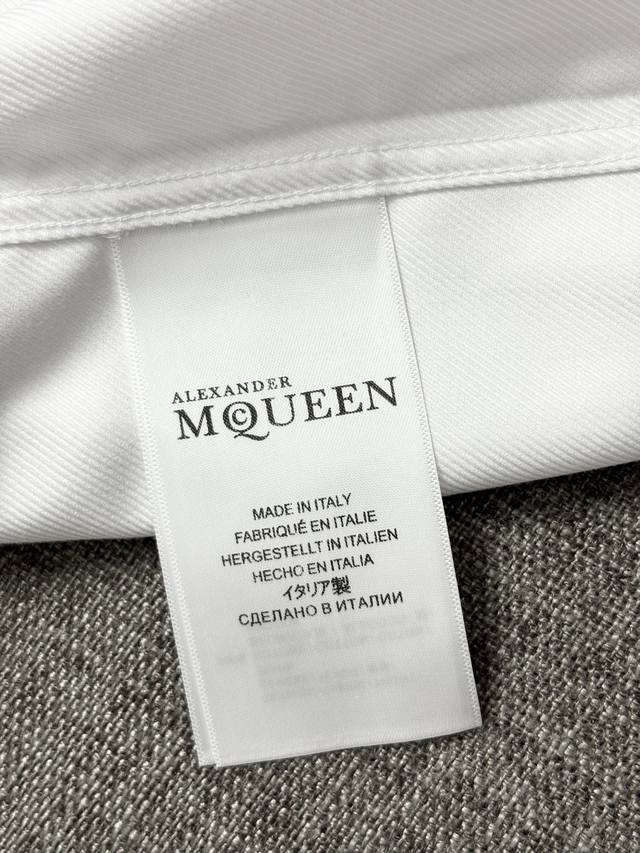 ALEXANDER
MCQUEEN
MADE IN ITALY
FABRIQUÉ EN ITALIE
HERGESTELLT IN ITALIEN
HECHO EN ITALIA
イタリア製
СДЕЛАНО В ИТАЛИИ